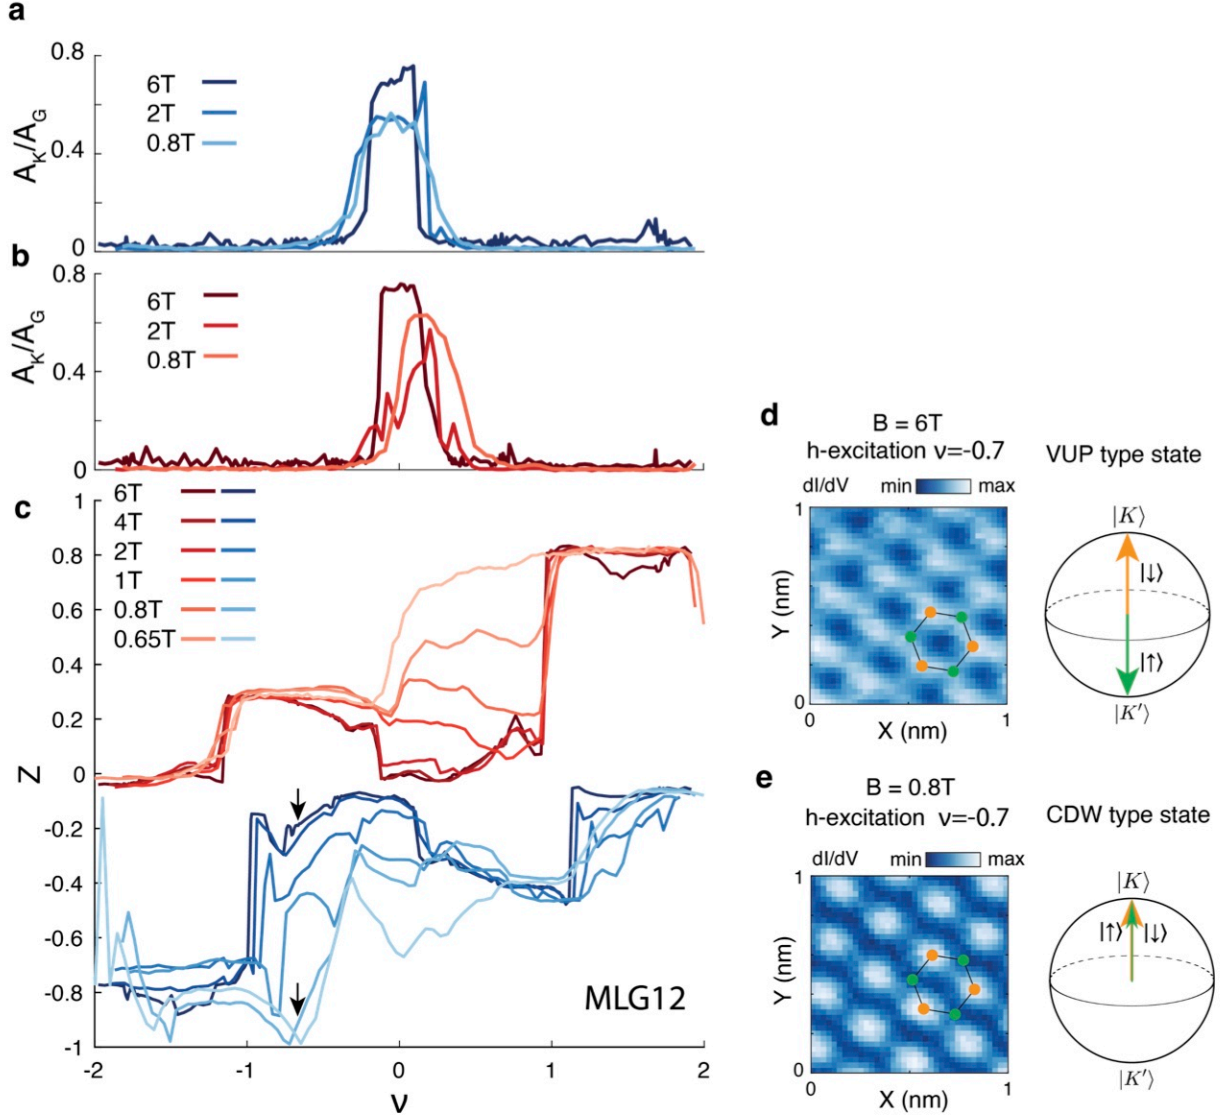 a
0.8
0.4
0
A_K/A_G
6T
2T
0.8T
b
0.8
0.4
0
A_K/A_G
6T
2T
0.8T
c
1
0.8
0.6
0.4
0.2
0
-0.2
-0.4
-0.6
-0.8
-1
Z
6T
4T
2T
1T
0.8T
0.65T
MLG12
-2
-1
0
1
2
ν
d
B = 6T
h-excitation ν=-0.7
dI/dV min max
1
0
Y (nm)
0
1
X (nm)
VUP type state
|K⟩
|↓⟩
|↑⟩
|K′⟩
e
B = 0.8T
h-excitation ν=-0.7
dI/dV min max
1
0
Y (nm)
0
1
X (nm)
CDW type state
|K⟩
|↑⟩ |↓⟩
|K′⟩